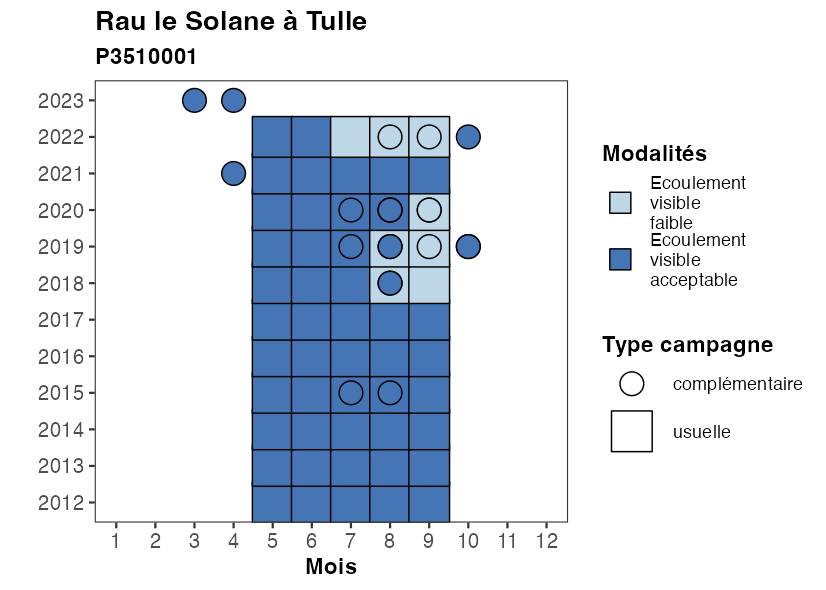 Rau le Solane à Tulle
P3510001
2023
2022
2021
2020
2019
2018
2017
2016
2015
2014
2013
2012
1 2 3 4 5 6 7 8 9 10 11 12
Mois
Modalités
Ecoulement
visible
faible
Ecoulement
visible
acceptable
Type campagne
complémentaire
usuelle